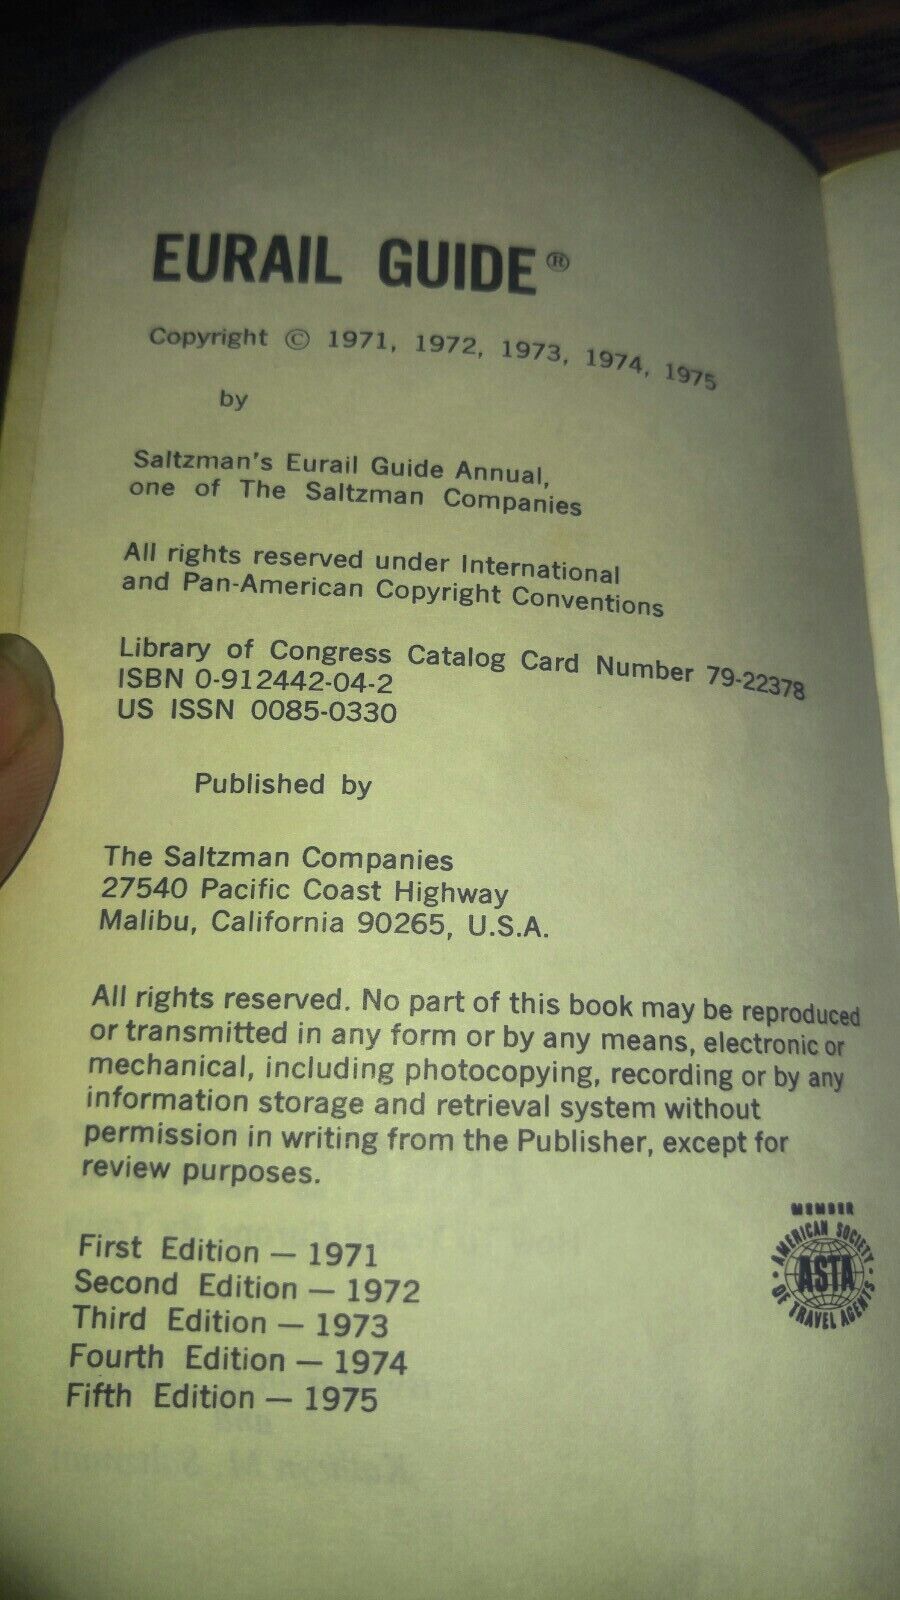 EURAIL GUIDE®
Copyright © 1971, 1972, 1973, 1974, 1975
by
Saltzman's Eurail Guide Annual,
one of The Saltzman Companies
All rights reserved under International
and Pan-American Copyright Conventions
Library of Congress Catalog Card Number 79-22378
ISBN 0-912442-04-2
US ISSN 0085-0330
Published by
The Saltzman Companies
27540 Pacific Coast Highway
Malibu, California 90265, U.S.A.
All rights reserved. No part of this book may be reproduced
or transmitted in any form or by any means, electronic or
mechanical, including photocopying, recording or by any
information storage and retrieval system without
permission in writing from the Publisher, except for
review purposes.
MEMBER
AMERICAN SOCIETY
ASTA
OF TRAVEL AGENTS
First Edition — 1971
Second Edition — 1972
Third Edition — 1973
Fourth Edition — 1974
Fifth Edition — 1975